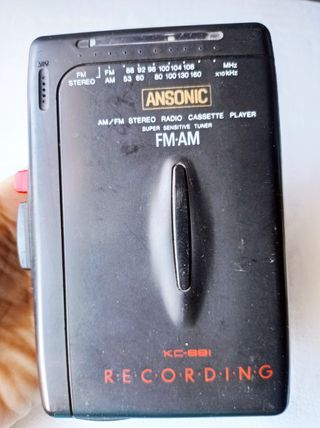 FM 88 92 96 100 104 108 MHz
FM STEREO AM 53 60 80 100 130 160 x10kHz
ANSONIC
AM/FM STEREO RADIO CASSETTE PLAYER
SUPER SENSITIVE TUNER
FM·AM
KC-881
R·E·C·O·R·D·I·N·G